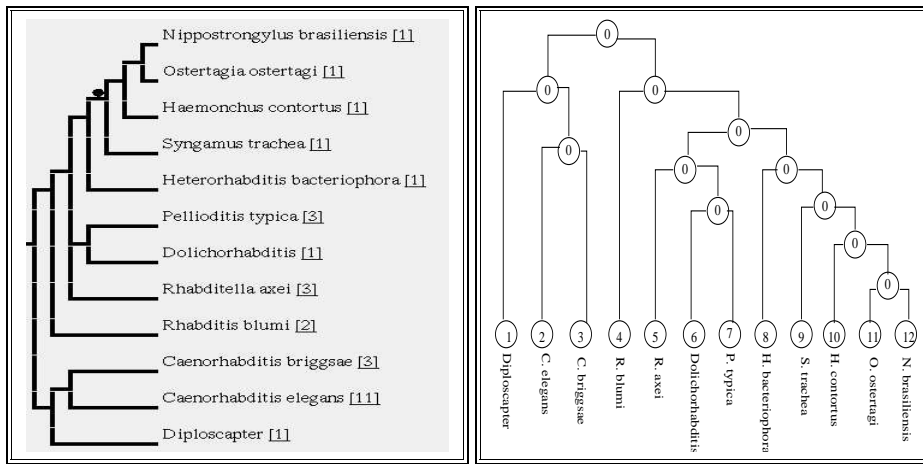 Nippostrongylus brasiliensis [1]
Ostertagia ostertagi [1]
Haemonchus contortus [1]
Syngamus trachea [1]
Heterorhabditis bacteriophora [1]
Pellioditis typica [3]
Dolichorhabditis [1]
Rhabditella axei [3]
Rhabditis blumi [2]
Caenorhabditis briggsae [3]
Caenorhabditis elegans [11]
Diploscapter [1]
0
0
0
0
0
0
0
0
0
0
0
1
2
3
4
5
6
7
8
9
10
11
12
Diploscapter
C. elegans
C. briggsae
R. blumi
R. axei
Dolichorhabditis
P. typica
H. bacteriophora
S. trachea
H. contortus
O. ostertagi
N. brasiliensis